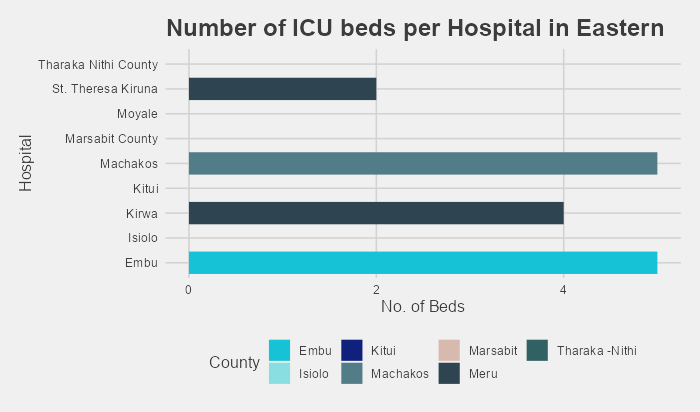 Number of ICU beds per Hospital in Eastern
Hospital
Tharaka Nithi County
St. Theresa Kiruna
Moyale
Marsabit County
Machakos
Kitui
Kirwa
Isiolo
Embu
0 2 4
No. of Beds
County
Embu Kitui Marsabit Tharaka -Nithi
Isiolo Machakos Meru